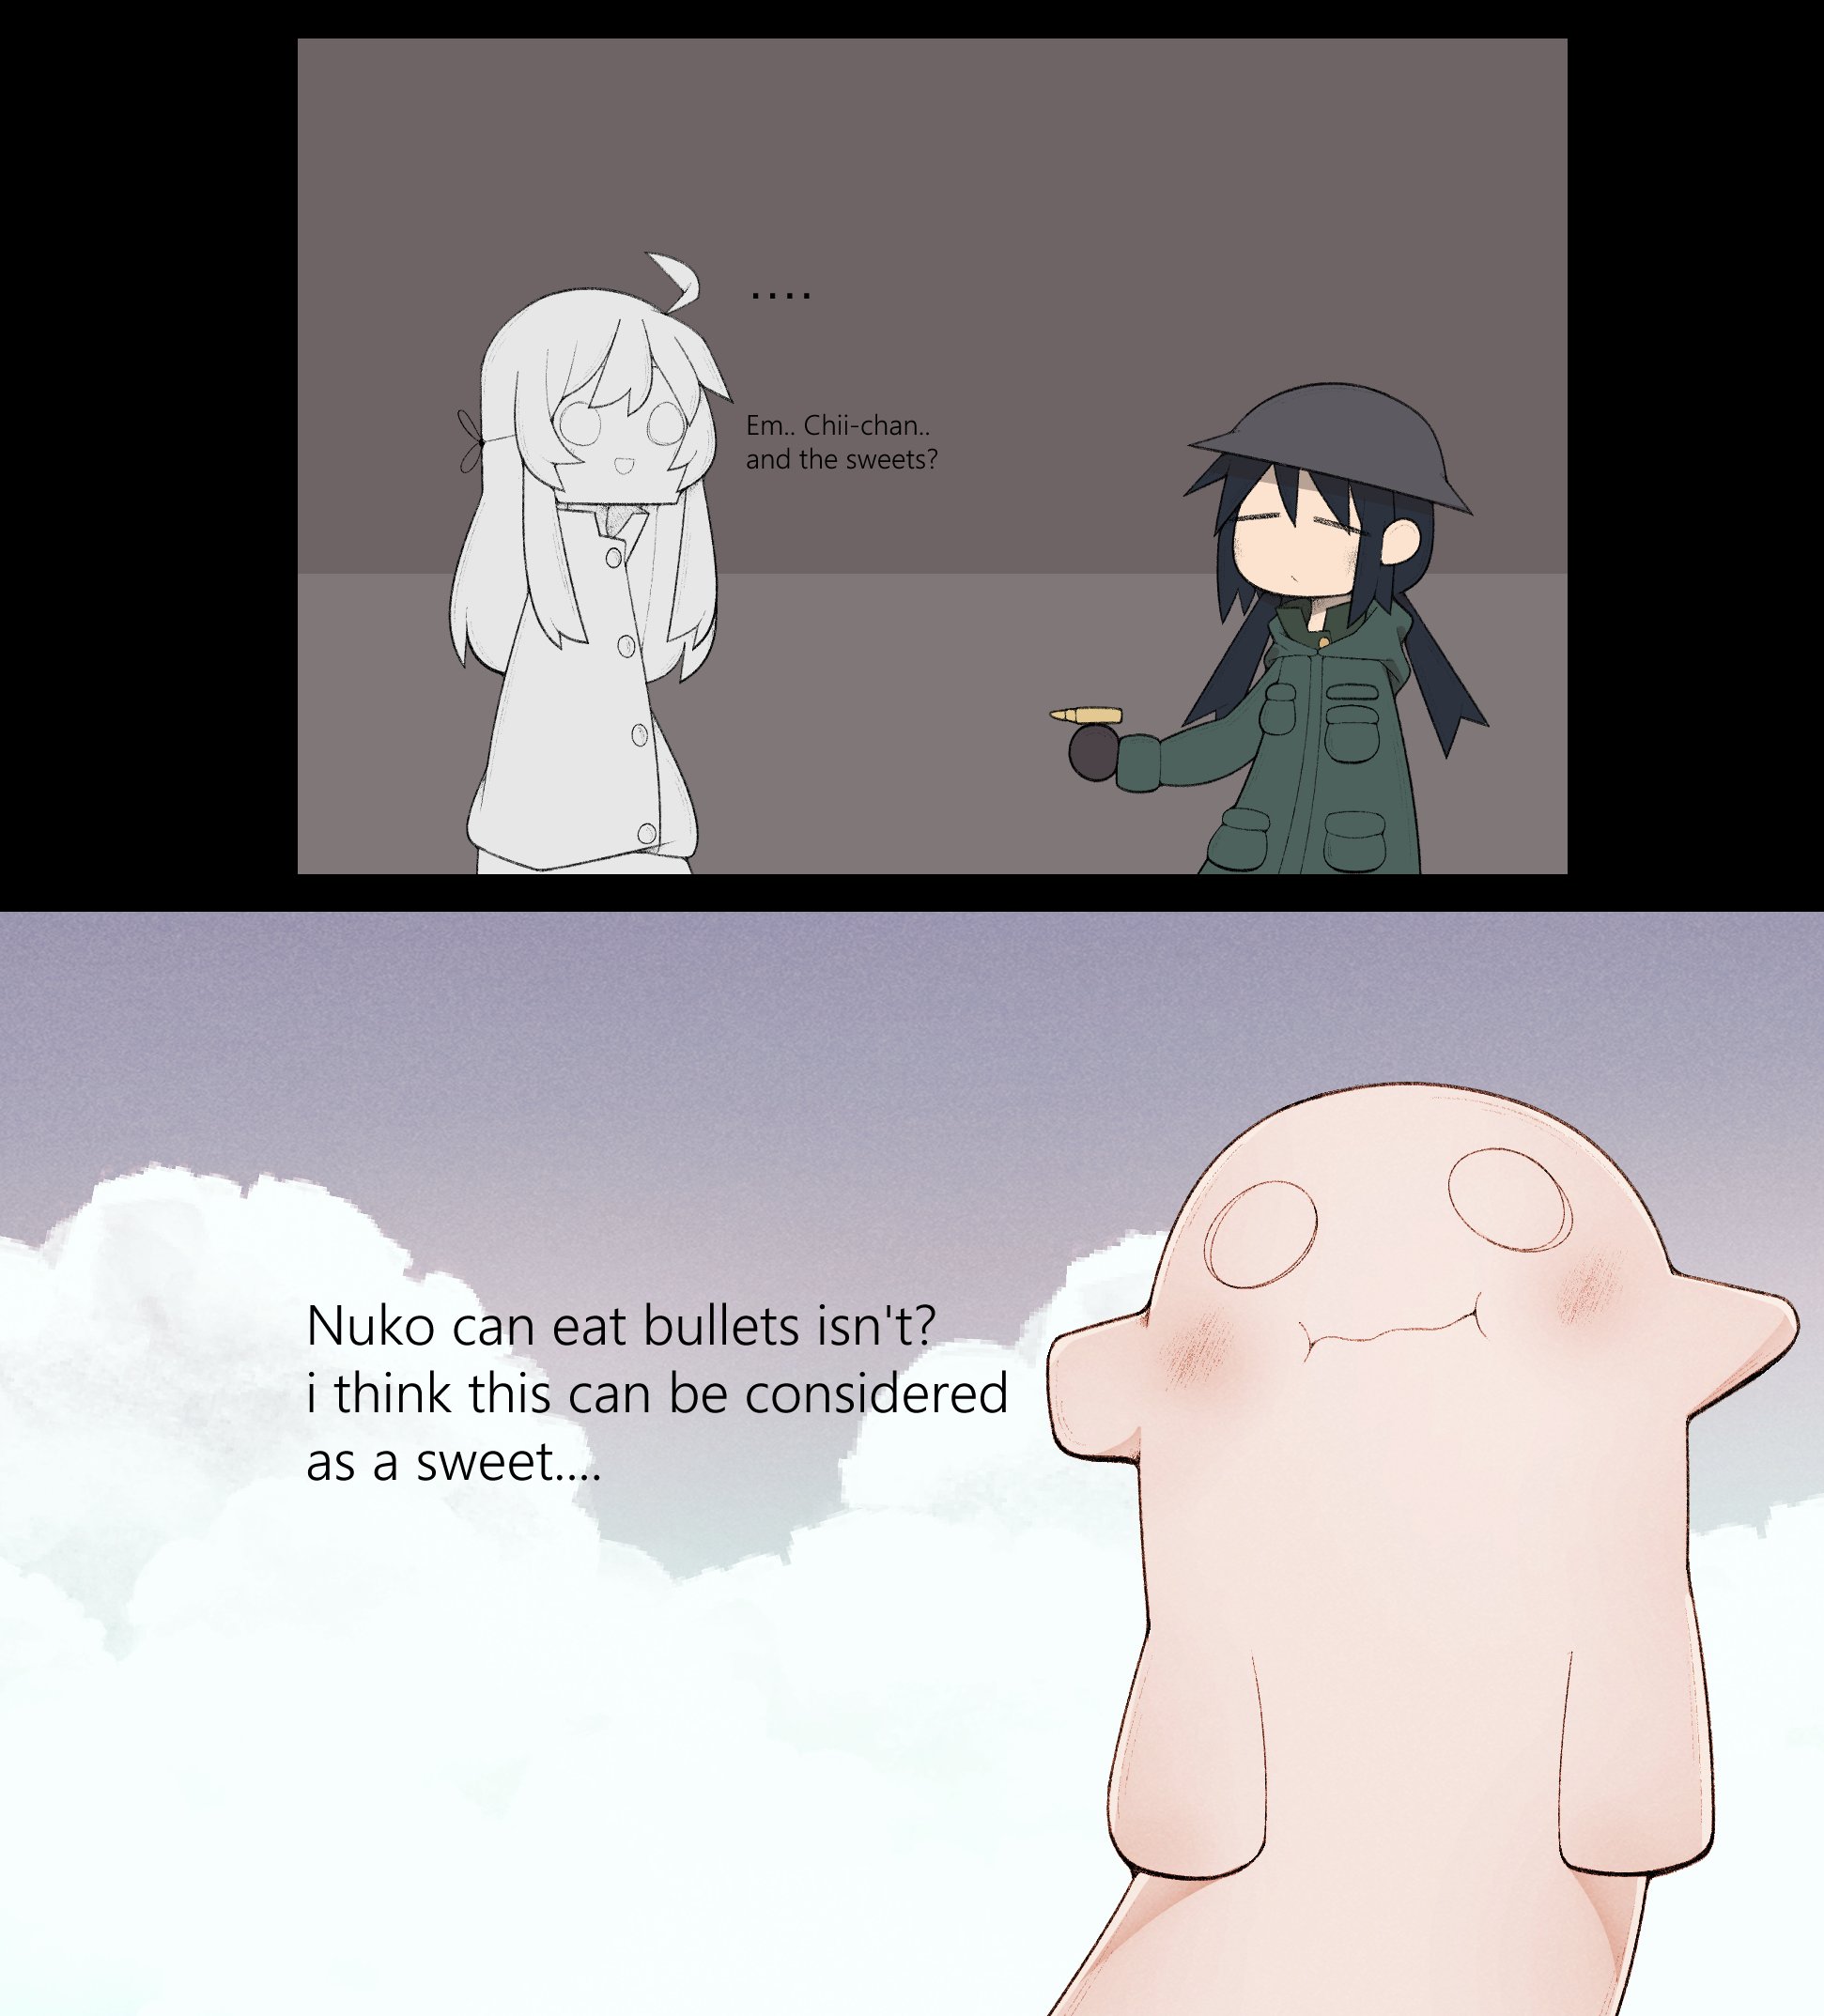 ....
Em.. Chii-chan..
and the sweets?
Nuko can eat bullets isn't?
i think this can be considered
as a sweet....